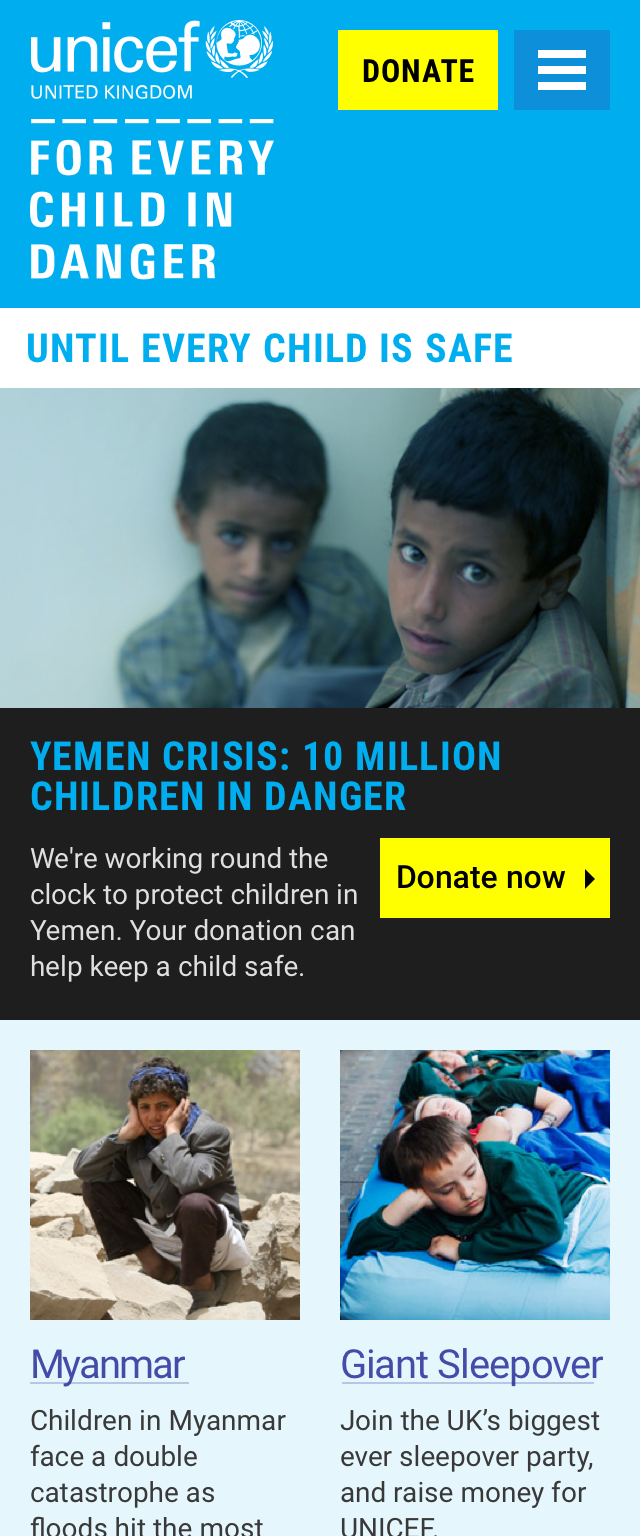 unicef
UNITED KINGDOM
FOR EVERY
CHILD IN
DANGER
DONATE
UNTIL EVERY CHILD IS SAFE
YEMEN CRISIS: 10 MILLION
CHILDREN IN DANGER
We're working round the
clock to protect children in
Yemen. Your donation can
help keep a child safe.
Donate now
Myanmar
Children in Myanmar
face a double
catastrophe as
floods hit the most
Giant Sleepover
Join the UK’s biggest
ever sleepover party,
and raise money for
UNICEF.